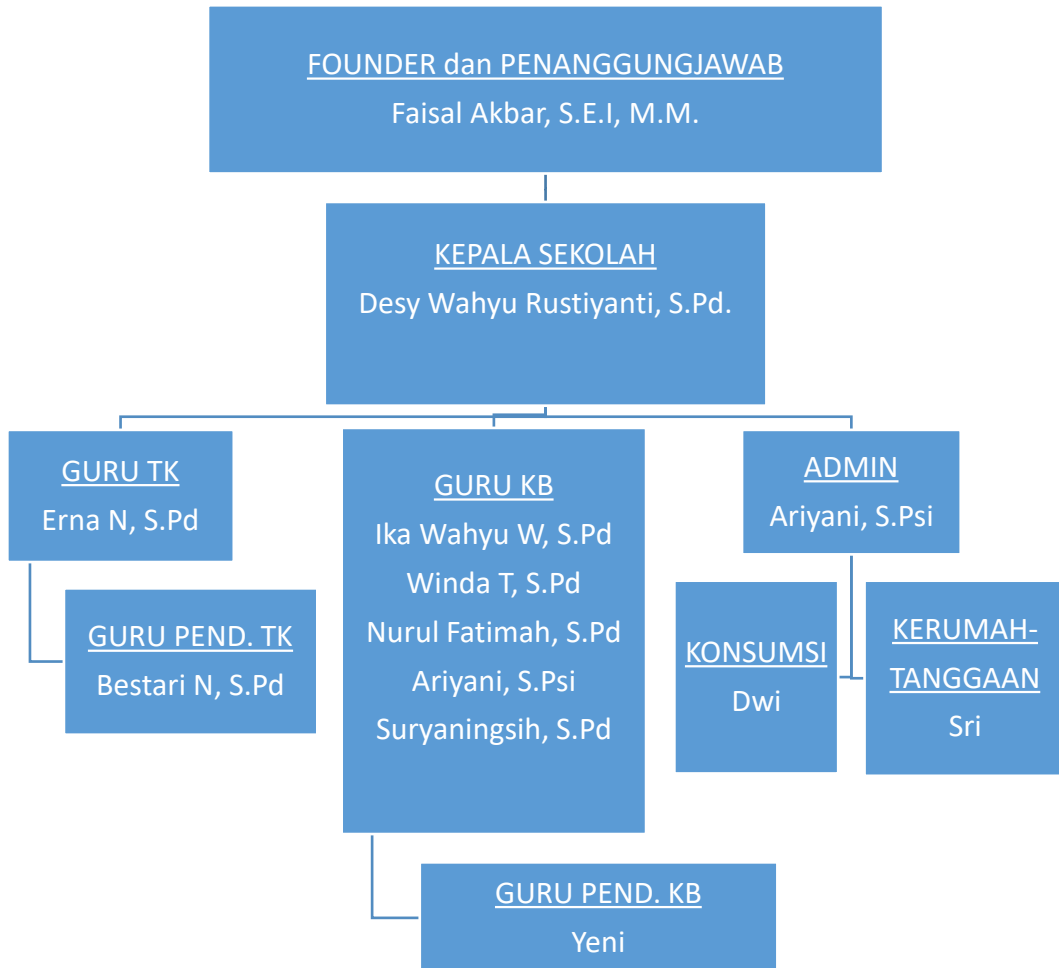 FOUNDER dan PENANGGUNGJAWAB
Faisal Akbar, S.E.I, M.M.
KEPALA SEKOLAH
Desy Wahyu Rustiyanti, S.Pd.
GURU TK
Erna N, S.Pd
GURU PEND. TK
Bestari N, S.Pd
GURU KB
Ika Wahyu W, S.Pd
Winda T, S.Pd
Nurul Fatimah, S.Pd
Ariyani, S.Psi
Suryaningsih, S.Pd
GURU PEND. KB
Yeni
ADMIN
Ariyani, S.Psi
KONSUMSI
Dwi
KERUMAH-
TANGGAAN
Sri